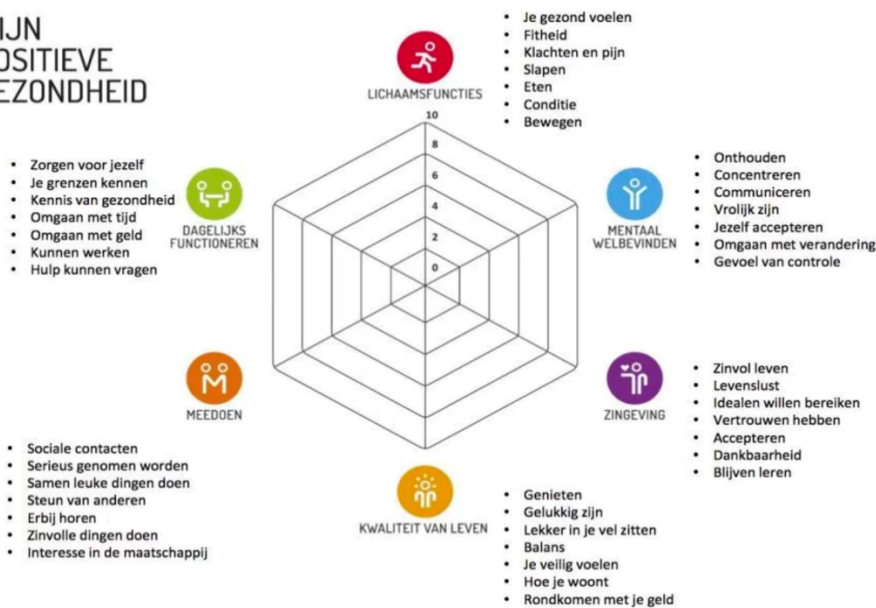 IJN
OSITIEVE
EZONDHEID
LICHAAMSFUNCTIES
• Je gezond voelen
• Fitheid
• Klachten en pijn
• Slapen
• Eten
• Conditie
• Bewegen
10
8
6
4
2
0
• Zorgen voor jezelf
• Je grenzen kennen
• Kennis van gezondheid
• Omgaan met tijd
• Omgaan met geld
• Kunnen werken
• Hulp kunnen vragen
DAGELIJKS
FUNCTIONEREN
MENTAAL
WELBEVINDEN
• Onthouden
• Concentreren
• Communiceren
• Vrolijk zijn
• Jezelf accepteren
• Omgaan met verandering
• Gevoel van controle
MEEDOEN
• Sociale contacten
• Serieus genomen worden
• Samen leuke dingen doen
• Steun van anderen
• Erbij horen
• Zinvolle dingen doen
• Interesse in de maatschappij
ZINGEVING
• Zinvol leven
• Levenslust
• Idealen willen bereiken
• Vertrouwen hebben
• Accepteren
• Dankbaarheid
• Blijven leren
KWALITEIT VAN LEVEN
• Genieten
• Gelukkig zijn
• Lekker in je vel zitten
• Balans
• Je veilig voelen
• Hoe je woont
• Rondkomen met je geld